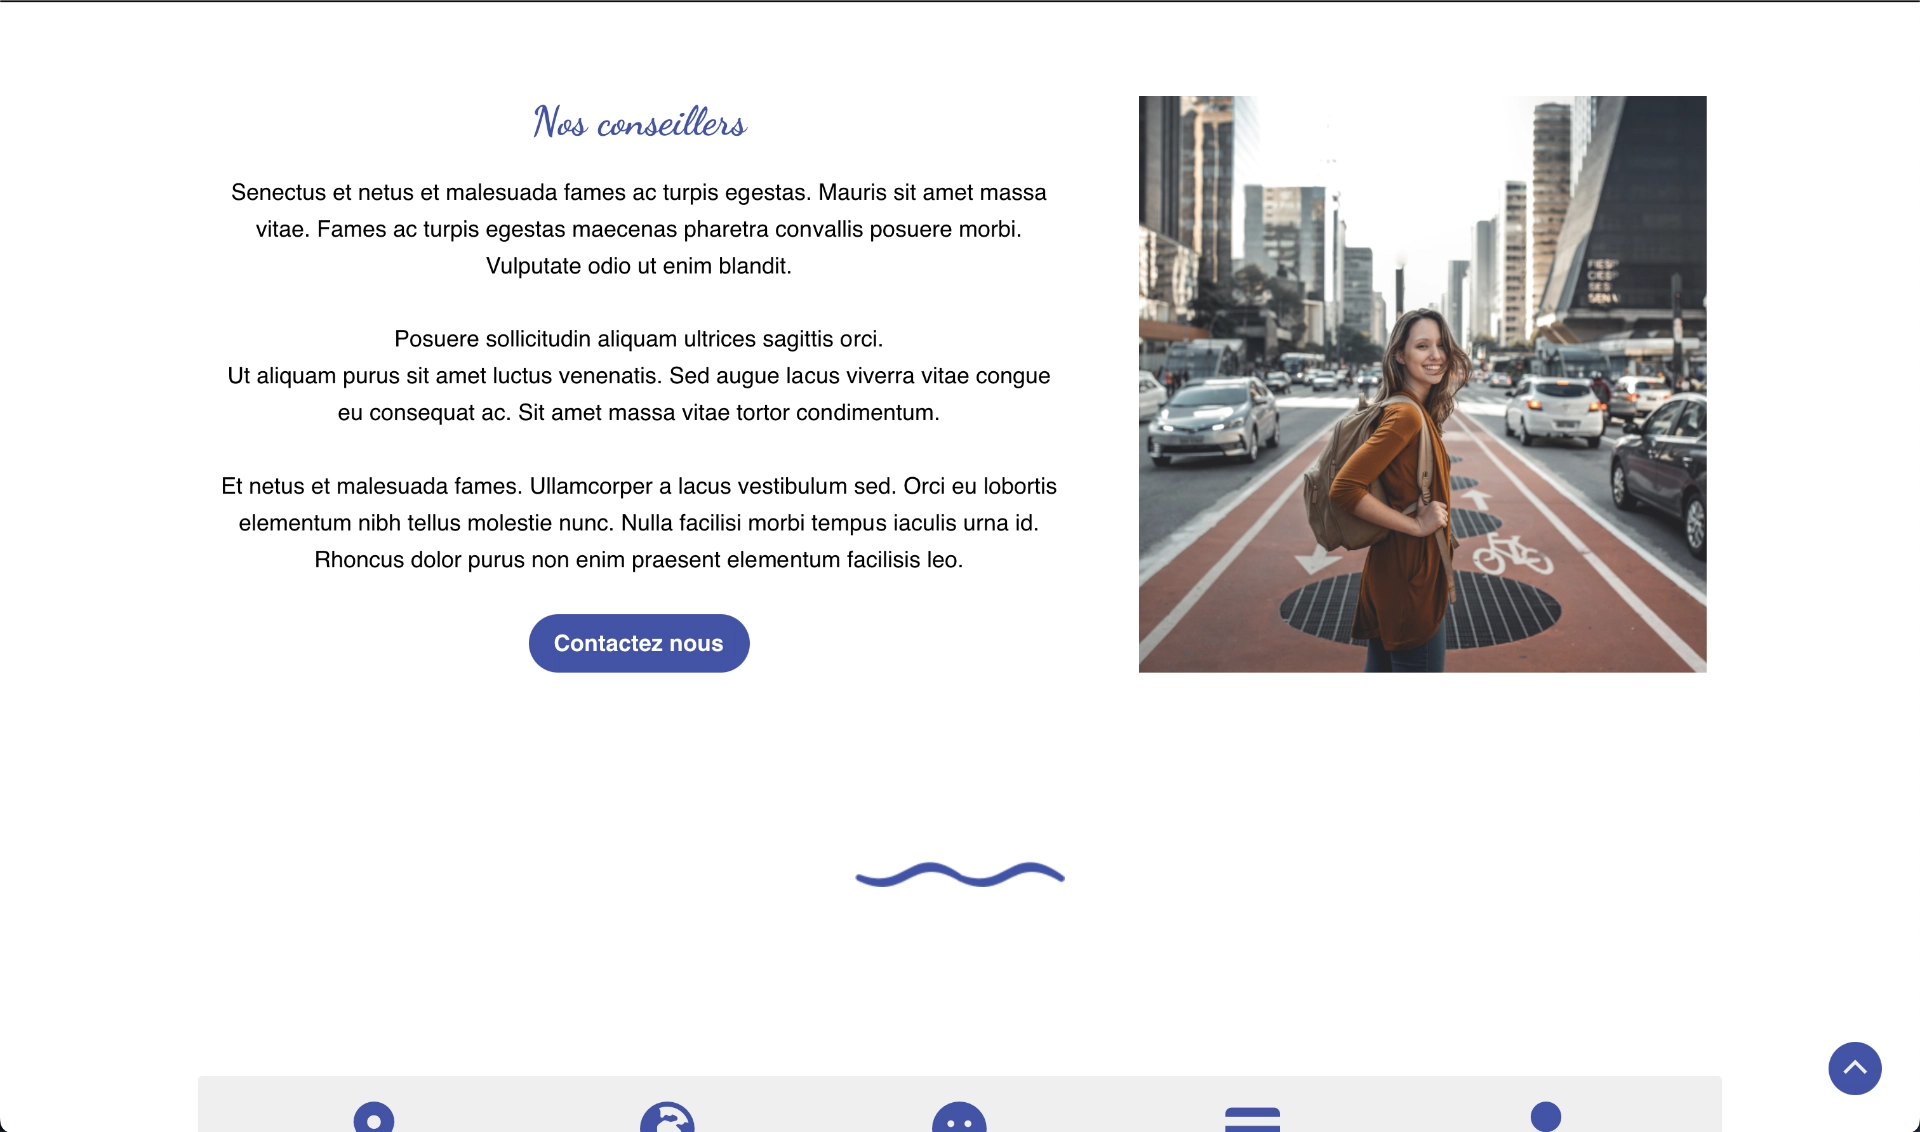 Nos conseillers
Senectus et netus et malesuada fames ac turpis egestas. Mauris sit amet massa
vitae. Fames ac turpis egestas maecenas pharetra convallis posuere morbi.
Vulputate odio ut enim blandit.
Posuere sollicitudin aliquam ultrices sagittis orci.
Ut aliquam purus sit amet luctus venenatis. Sed augue lacus viverra vitae congue
eu consequat ac. Sit amet massa vitae tortor condimentum.
Et netus et malesuada fames. Ullamcorper a lacus vestibulum sed. Orci eu lobortis
elementum nibh tellus molestie nunc. Nulla facilisi morbi tempus iaculis urna id.
Rhoncus dolor purus non enim praesent elementum facilisis leo.
Contactez nous